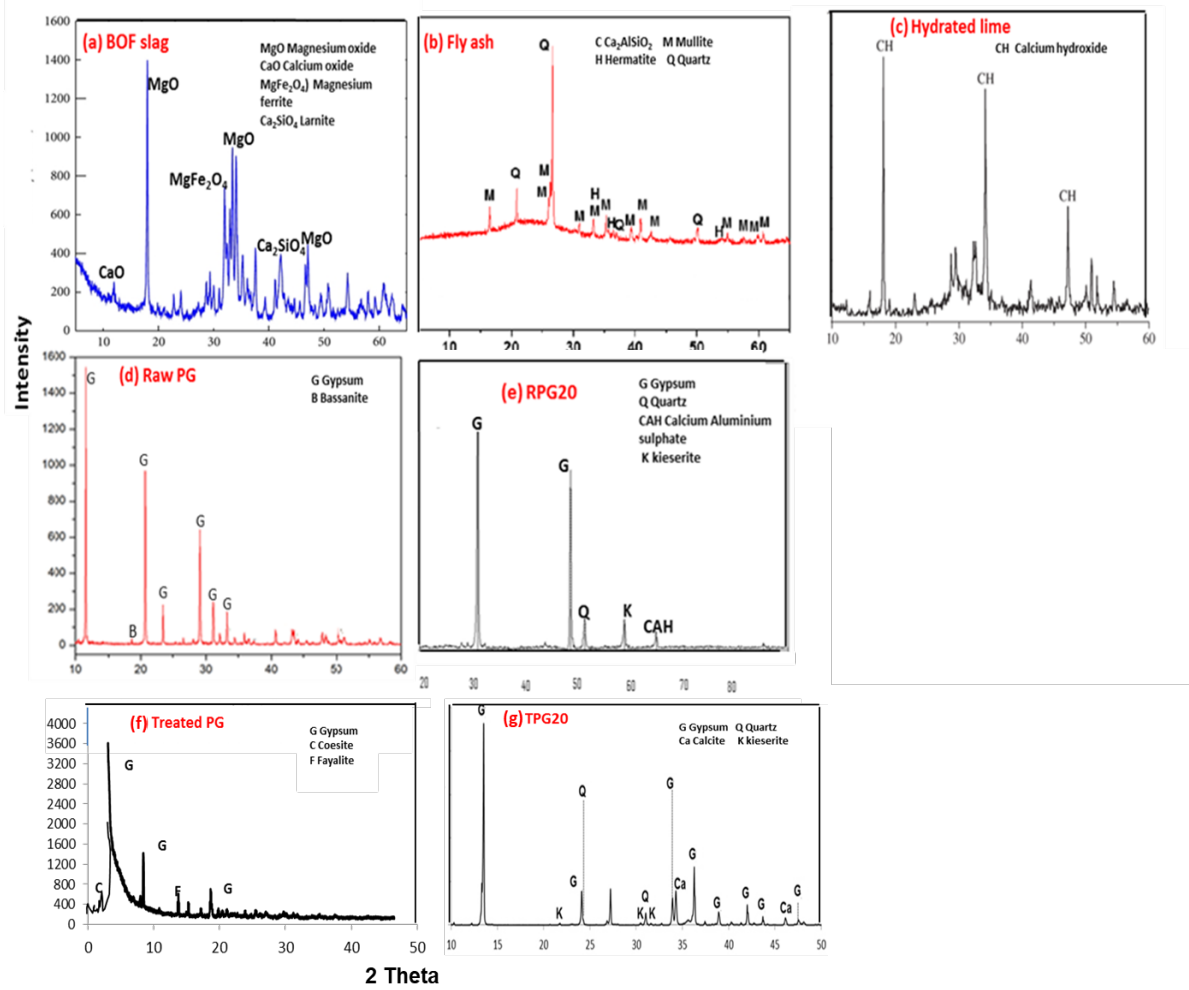 Intensity
(a) BOF slag
MgO Magnesium oxide
CaO Calcium oxide
MgFe₂O₄) Magnesium
ferrite
Ca₂SiO₄ Larnite
1600
1400
1200
1000
800
600
400
200
0
MgO
MgO
MgFe₂O₄
Ca₂SiO₄
MgO
CaO
10 20 30 40 50 60
(b) Fly ash
C Ca₂AlSiO₂ M Mullite
H Hermatite Q Quartz
Q
Q
M
M
M
M
H
M
M
H
Q
M
M
M
Q
H
M
M
M
M
10 20 30 40 50 60
(c) Hydrated lime
CH Calcium hydroxide
CH
CH
CH
10 20 30 40 50 60
(d) Raw PG
G Gypsum
B Bassanite
1600
1400
1200
1000
800
600
400
200
0
G
B
G
G
G
G
G
10 20 30 40 50 60
(e) RPG20
G Gypsum
Q Quartz
CAH Calcium Aluminium
sulphate
K kieserite
G
G
Q
K
CAH
20 30 40 50 60 70 80
(f) Treated PG
G Gypsum
C Coesite
F Fayalite
4000
3600
3200
2800
2400
2000
1600
1200
800
400
0
G
G
C
F
G
0 10 20 30 40 50
(g) TPG20
G Gypsum Q Quartz
Ca Calcite K kieserite
G
K
G
Q
K
Q
K
G
Ca
G
G
G
G
Ca
G
10 15 20 25 30 35 40 45 50
2 Theta